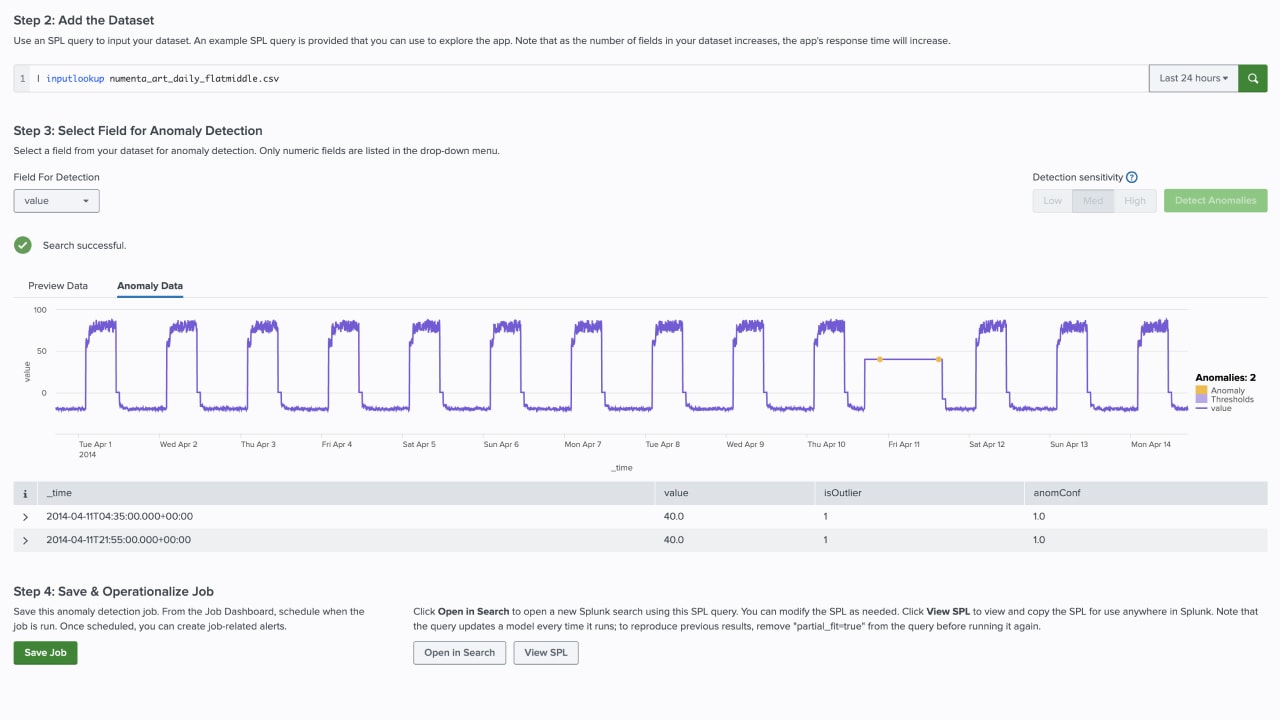 Step 2: Add the Dataset
Use an SPL query to input your dataset. An example SPL query is provided that you can use to explore the app. Note that as the number of fields in your dataset increases, the app's response time will increase.
1 | inputlookup numenta_art_daily_flatmiddle.csv
Last 24 hours
Step 3: Select Field for Anomaly Detection
Select a field from your dataset for anomaly detection. Only numeric fields are listed in the drop-down menu.
Field For Detection
Detection sensitivity ?
value
Low Med High Detect Anomalies
Search successful.
Preview Data Anomaly Data
100
50
0
value
Anomalies: 2
Anomaly
Thresholds
value
Tue Apr 1 Wed Apr 2 Thu Apr 3 Fri Apr 4 Sat Apr 5 Sun Apr 6 Mon Apr 7 Tue Apr 8 Wed Apr 9 Thu Apr 10 Fri Apr 11 Sat Apr 12 Sun Apr 13 Mon Apr 14
2014
_time
i _time value isOutlier anomConf
2014-04-11T04:35:00.000+00:00 40.0 1 1.0
2014-04-11T21:55:00.000+00:00 40.0 1 1.0
Step 4: Save & Operationalize Job
Save this anomaly detection job. From the Job Dashboard, schedule when the
job is run. Once scheduled, you can create job-related alerts.
Save Job
Click Open in Search to open a new Splunk search using this SPL query. You can modify the SPL as needed. Click View SPL to view and copy the SPL for use anywhere in Splunk. Note that
the query updates a model every time it runs; to reproduce previous results, remove "partial_fit=true" from the query before running it again.
Open in Search View SPL